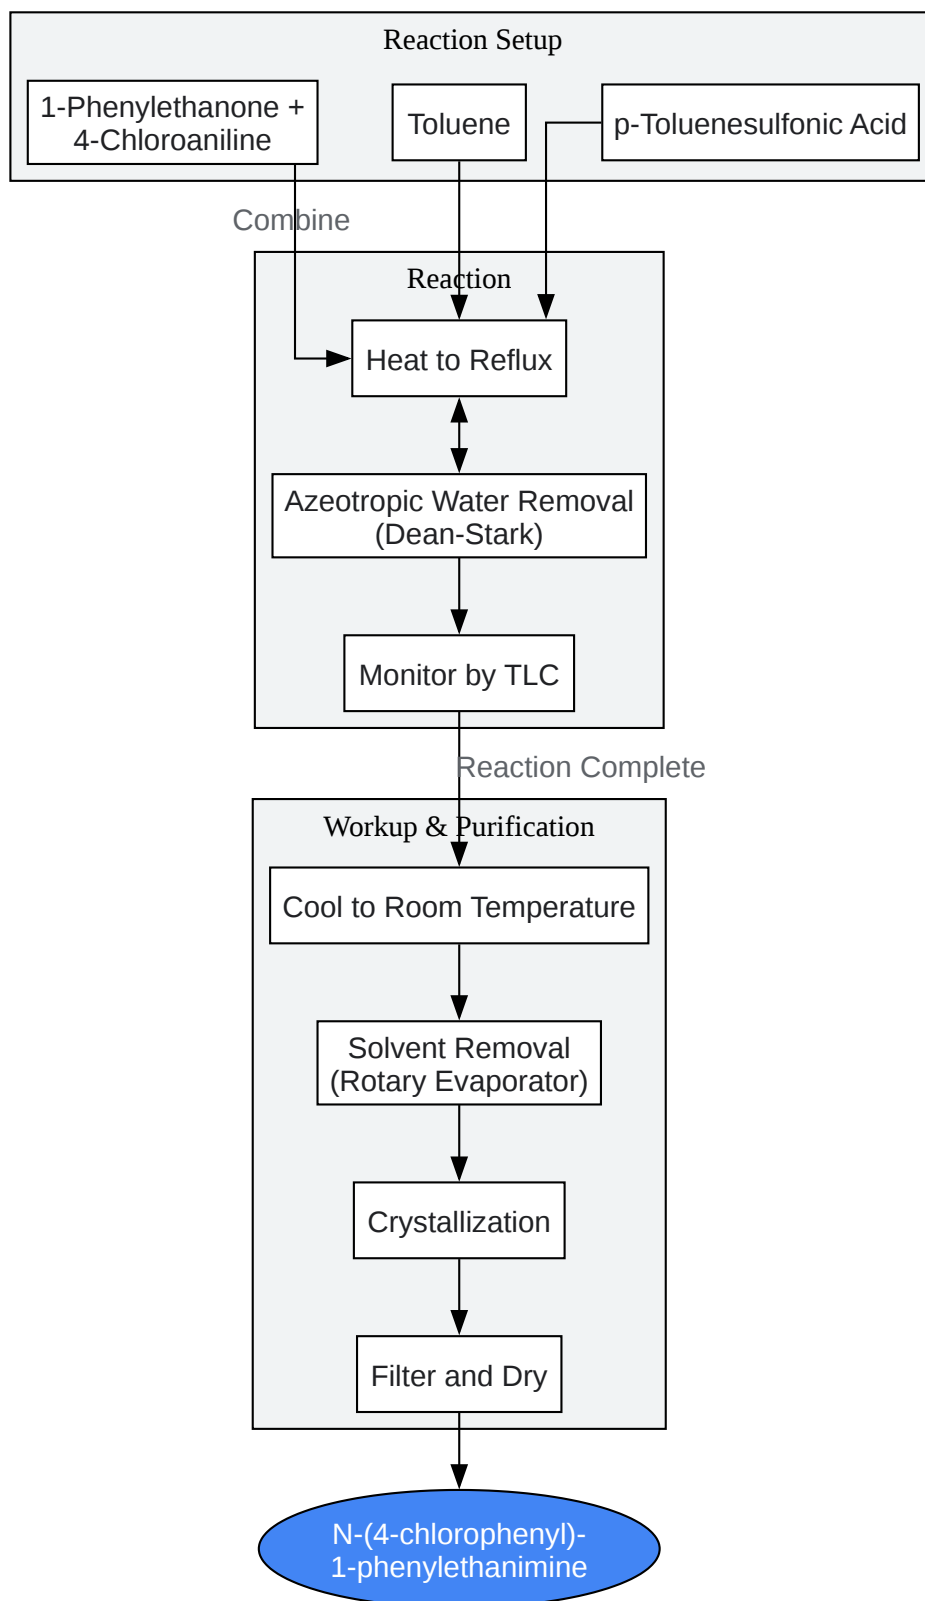 Reaction Setup
1-Phenylethanone +
4-Chloroaniline
Toluene
p-Toluenesulfonic Acid
Combine
Reaction
Heat to Reflux
Azeotropic Water Removal
(Dean-Stark)
Monitor by TLC
Reaction Complete
Workup & Purification
Cool to Room Temperature
Solvent Removal
(Rotary Evaporator)
Crystallization
Filter and Dry
N-(4-chlorophenyl)-
1-phenylethanimine